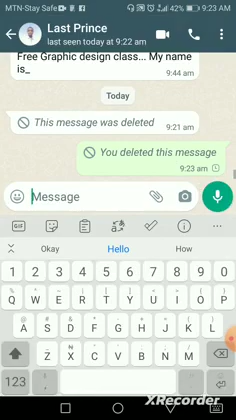 MTN-Stay Safe 42% 9:23 AM
Last Prince
last seen today at 9:22 am
Free Graphic design class... My name
is_
9:44 am
Today
This message was deleted
9:21 am
You deleted this message
9:23 am
Message
GIF
Okay Hello How
1 2 3 4 5 6 7 8 9 0
Q W E R T Y U I O P
A S D F G H J K L
Z X C V B N M
123
XRecorder